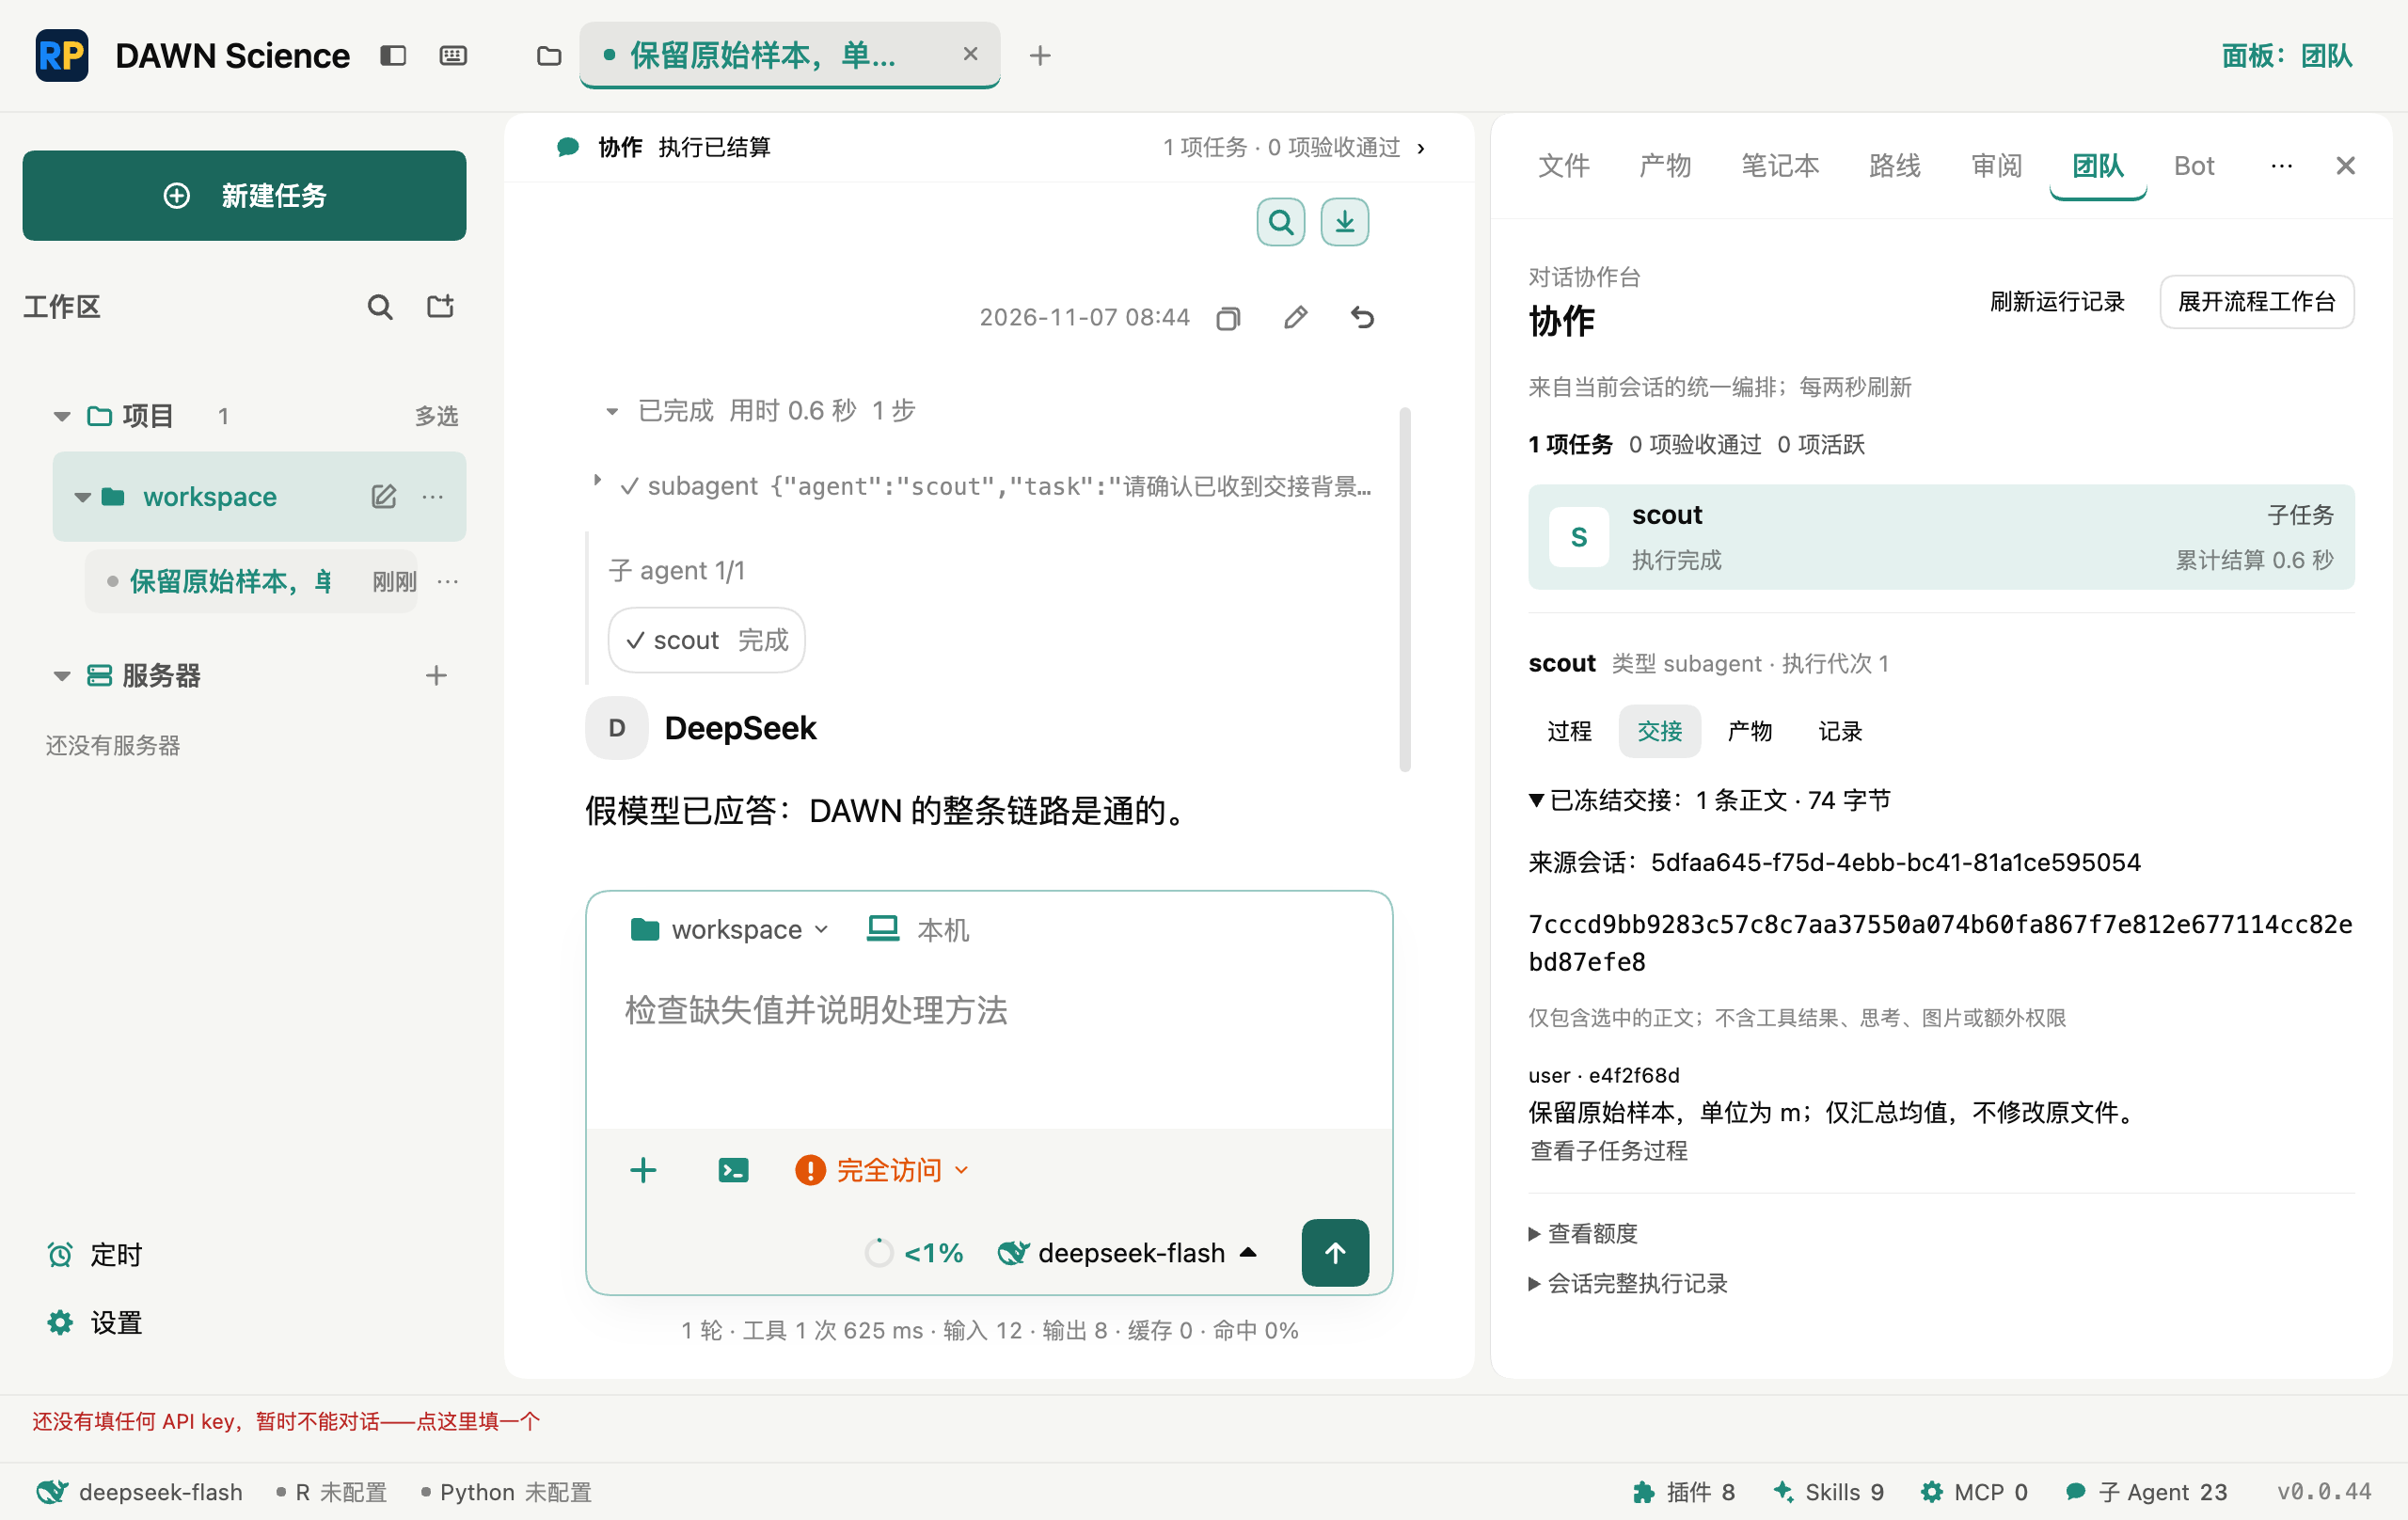 RP DAWN Science
保留原始样本，单...
面板：团队
新建任务
工作区
项目 1 多选
workspace
保留原始样本， 刚刚
服务器
还没有服务器
定时
设置
协作 执行已结算 1 项任务 · 0 项验收通过
2026-11-07 08:44
已完成 用时 0.6 秒 1 步
subagent {"agent":"scout","task":"请确认已收到交接背景…
子 agent 1/1
scout 完成
D DeepSeek
假模型已应答：DAWN 的整条链路是通的。
workspace 本机
检查缺失值并说明处理方法
完全访问
<1% deepseek-flash
1 轮 · 工具 1 次 625 ms · 输入 12 · 输出 8 · 缓存 0 · 命中 0%
文件 产物 笔记本 路线 审阅 团队 Bot ···
对话协作台
协作
刷新运行记录 展开流程工作台
来自当前会话的统一编排；每两秒刷新
1 项任务 0 项验收通过 0 项活跃
S scout 子任务
执行完成 累计结算 0.6 秒
scout 类型 subagent · 执行代次 1
过程 交接 产物 记录
已冻结交接：1 条正文 · 74 字节
来源会话：5dfaa645-f75d-4ebb-bc41-81a1ce595054
7cccd9bb9283c57c8c7aa37550a074b60fa867f7e812e677114cc82e
bd87efe8
仅包含选中的正文；不含工具结果、思考、图片或额外权限
user · e4f2f68d
保留原始样本，单位为 m；仅汇总均值，不修改原文件。
查看子任务过程
查看额度
会话完整执行记录
还没有填任何 API key，暂时不能对话——点这里填一个
deepseek-flash R 未配置 Python 未配置
插件 8 Skills 9 MCP 0 子 Agent 23 v0.0.44